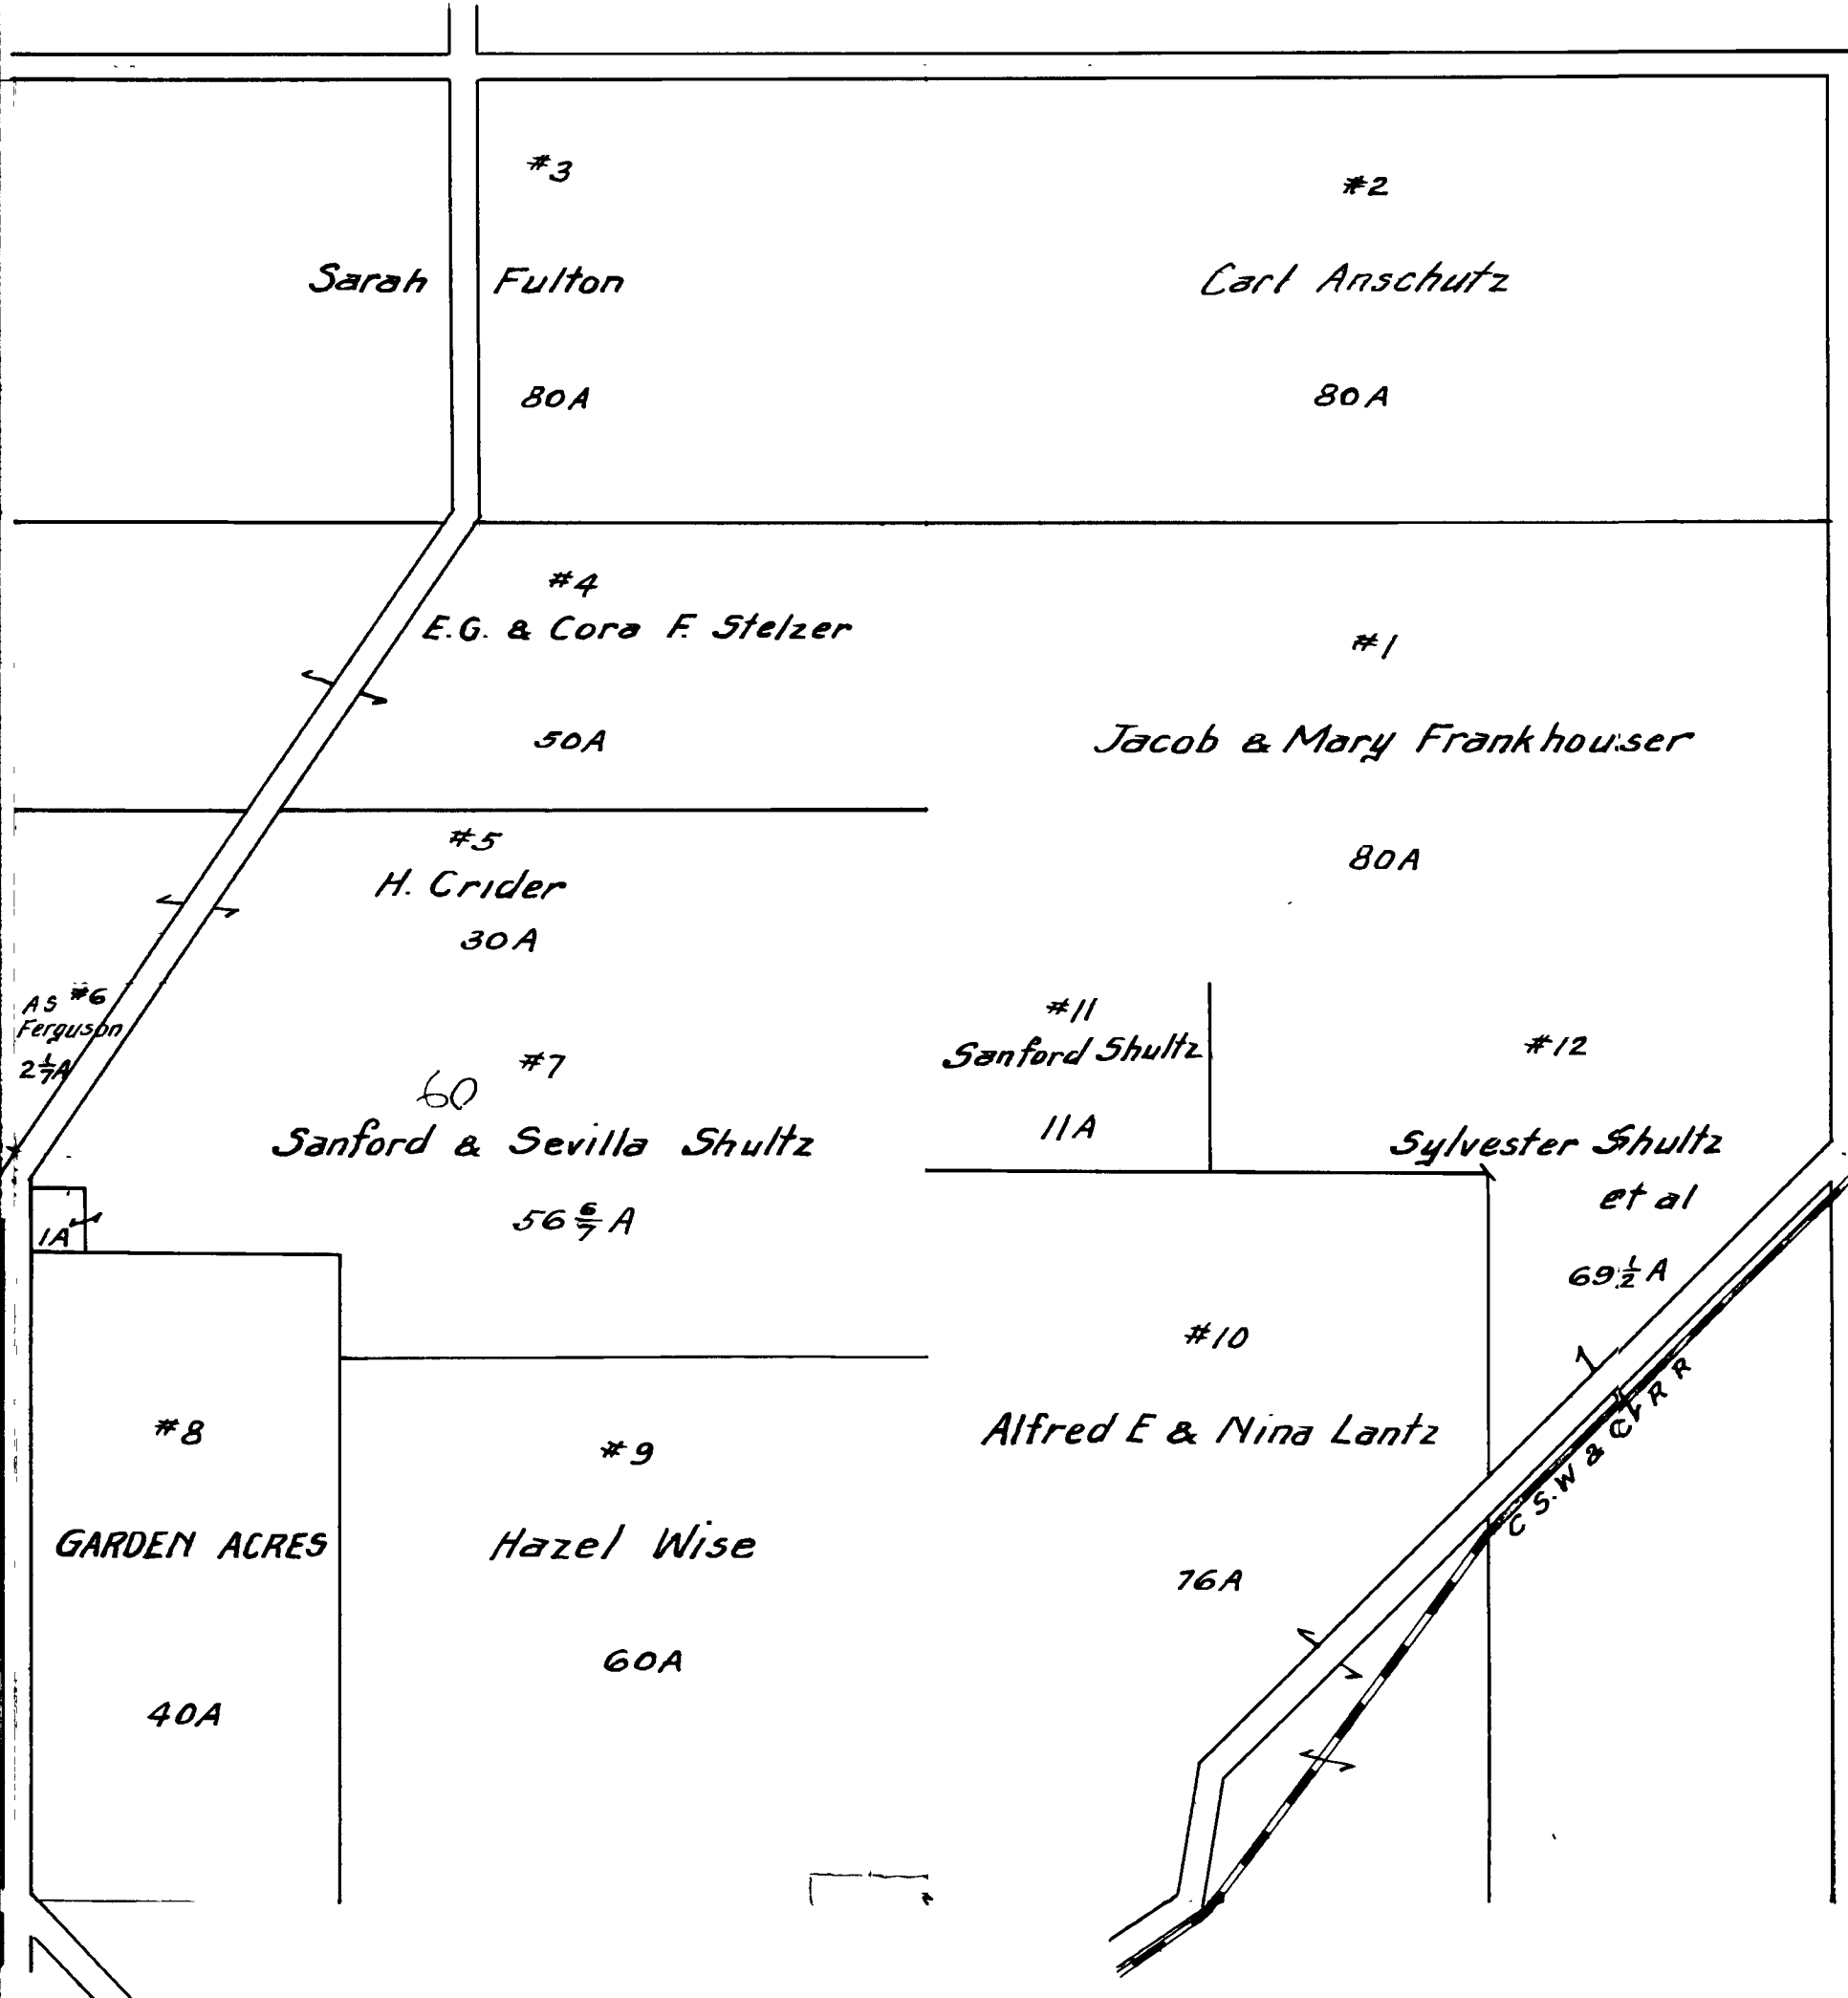 #3
Sarah Fulton
80A
#2
Carl Anschutz
80A
#4
E.G. & Cora F. Stelzer
50A
#1
Jacob & Mary Frankhouser
80A
#5
H. Crider
30A
AS #6
Ferguson
2 1/7 A
#7
60
Sanford & Sevilla Shultz
56 6/7 A
1A
#11
Sanford Shultz
11A
#12
Sylvester Shultz
et al
69 1/2 A
#8
GARDEN ACRES
40A
#9
Hazel Wise
60A
#10
Alfred E & Nina Lantz
76A
C S. W &
R R